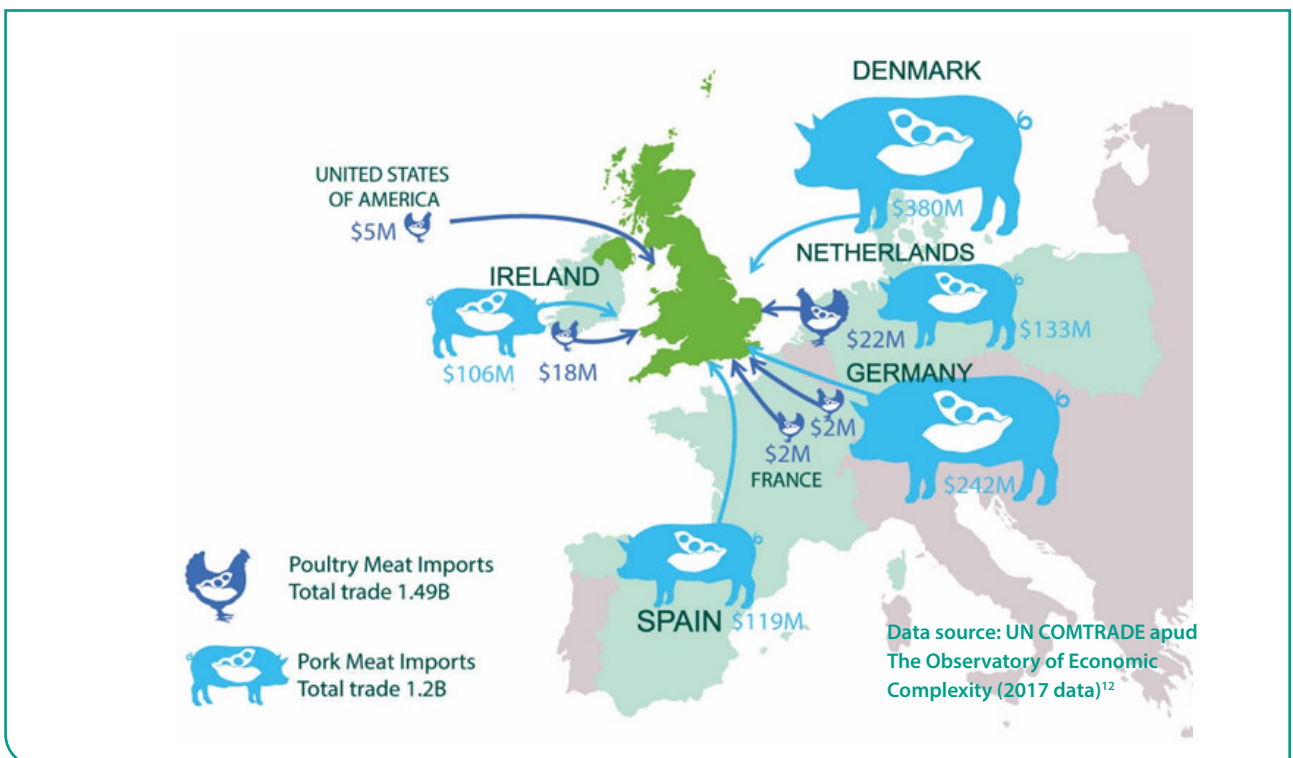 DENMARK
$380M
UNITED STATES
OF AMERICA
$5M
NETHERLANDS
$22M
$133M
IRELAND
$106M
$18M
GERMANY
$242M
$2M
$2M
FRANCE
SPAIN
$119M
Poultry Meat Imports
Total trade 1.49B
Pork Meat Imports
Total trade 1.2B
Data source: UN COMTRADE apud
The Observatory of Economic
Complexity (2017 data)¹²